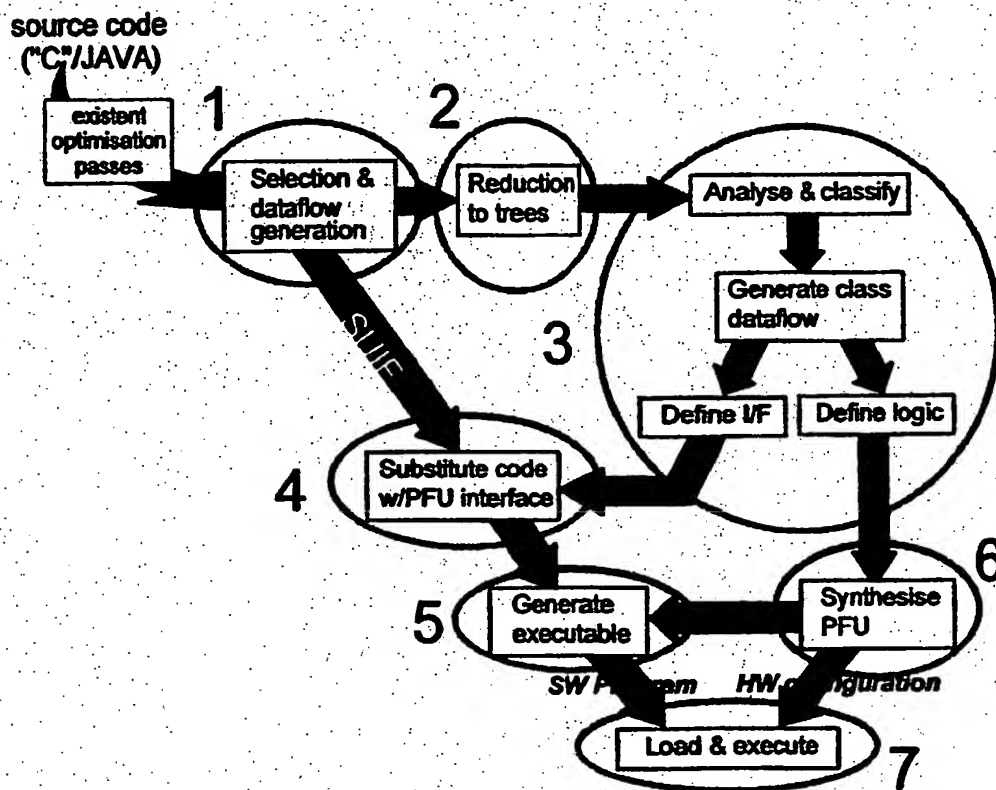 source code
("C"/JAVA)
existent
optimisation
passes
1
Selection &
dataflow
generation
2
Reduction
to trees
3
Analyse & classify
Generate class
dataflow
Define I/F
Define logic
SUIF
4
Substitute code
w/PFU interface
5
Generate
executable
6
Synthesise
PFU
SW Program
HW configuration
Load & execute
7